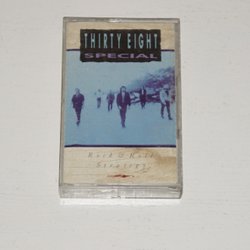 THIRTY EIGHT
SPECIAL
Rock & Roll
Strategy